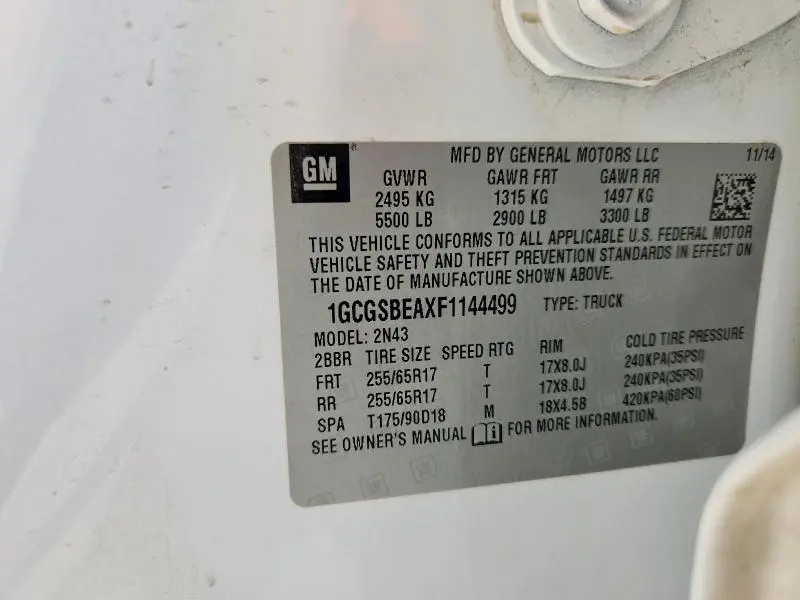 GM ® MFD BY GENERAL MOTORS LLC 11/14
GVWR GAWR FRT GAWR RR
2495 KG 1315 KG 1497 KG
5500 LB 2900 LB 3300 LB
THIS VEHICLE CONFORMS TO ALL APPLICABLE U.S. FEDERAL MOTOR
VEHICLE SAFETY AND THEFT PREVENTION STANDARDS IN EFFECT ON
THE DATE OF MANUFACTURE SHOWN ABOVE.
1GCGSBEAXF1144499 TYPE: TRUCK
MODEL: 2N43
2BBR TIRE SIZE SPEED RTG RIM COLD TIRE PRESSURE
FRT 255/65R17 T 17X8.0J 240KPA(35PSI)
RR 255/65R17 T 17X8.0J 240KPA(35PSI)
SPA T175/90D18 M 18X4.5B 420KPA(60PSI)
SEE OWNER'S MANUAL FOR MORE INFORMATION.